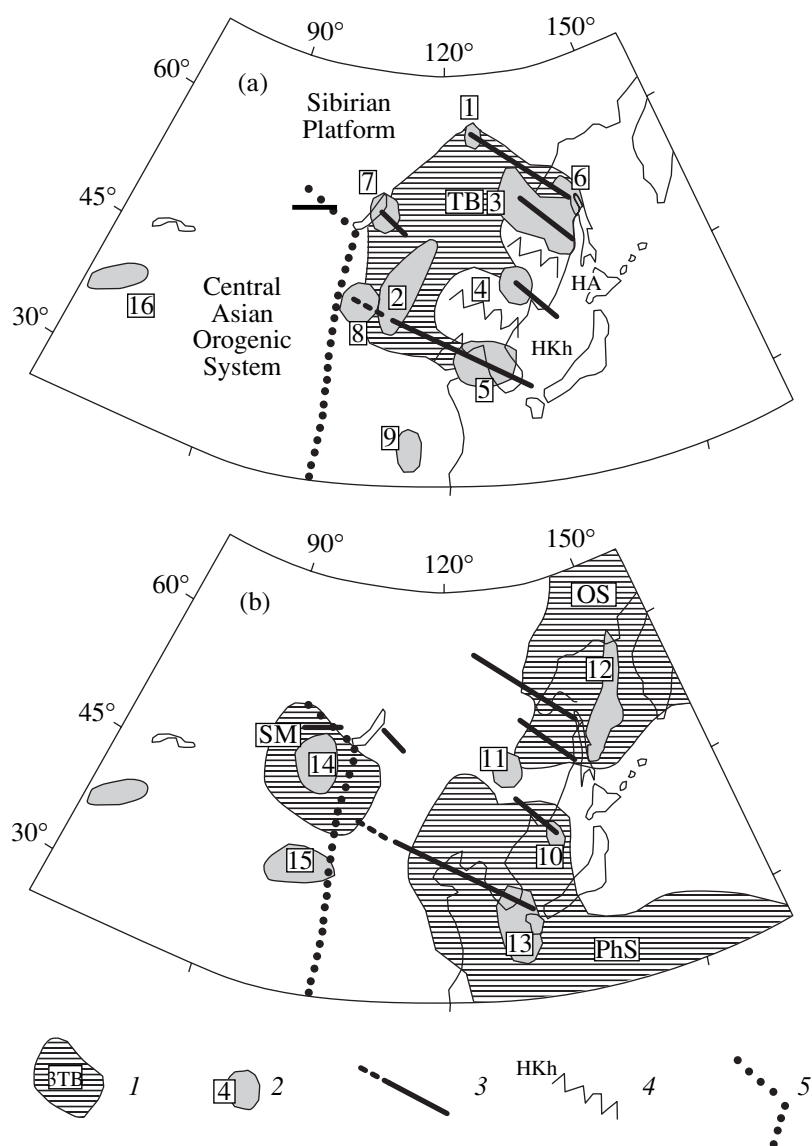 150°
120°
90°
60°
(a)
Sibirian
Platform
1
7
6
TB 3
45°
HA
4
16
Central
Asian
Orogenic
System
2
8
30°
HKh
5
9
150°
120°
90°
60°
(b)
OS
12
45°
SM
14
11
30°
15
10
13
PhS
3TB 1
4 2
3
HKh 4
5